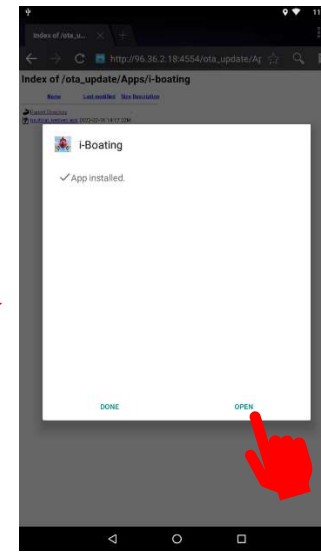 11
Index of /ota_u...
http://96.36.2.18:4554/ota_update/Ap
Index of /ota_update/Apps/i-boating
Name Last modified Size Description
Parent Directory
i-Boating
App installed.
DONE OPEN